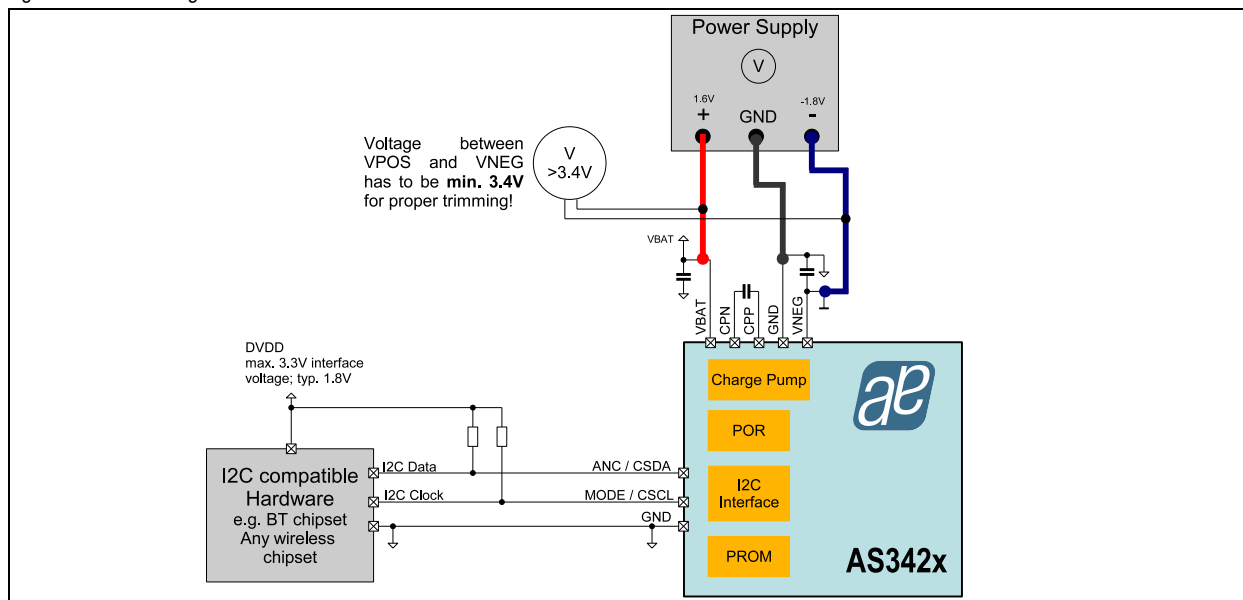 Power Supply
V
1.6V
-1.8V
+
GND
-
Voltage between
VPOS and VNEG
has to be min. 3.4V
for proper trimming!
V
>3.4V
VBAT
VBAT
CPN
CPP
GND
VNEG
DVDD
max. 3.3V interface
voltage; typ. 1.8V
Charge Pump
POR
I2C
Interface
PROM
AS342x
I2C compatible
Hardware
e.g. BT chipset
Any wireless
chipset
I2C Data
ANC / CSDA
I2C Clock
MODE / CSCL
GND
ae